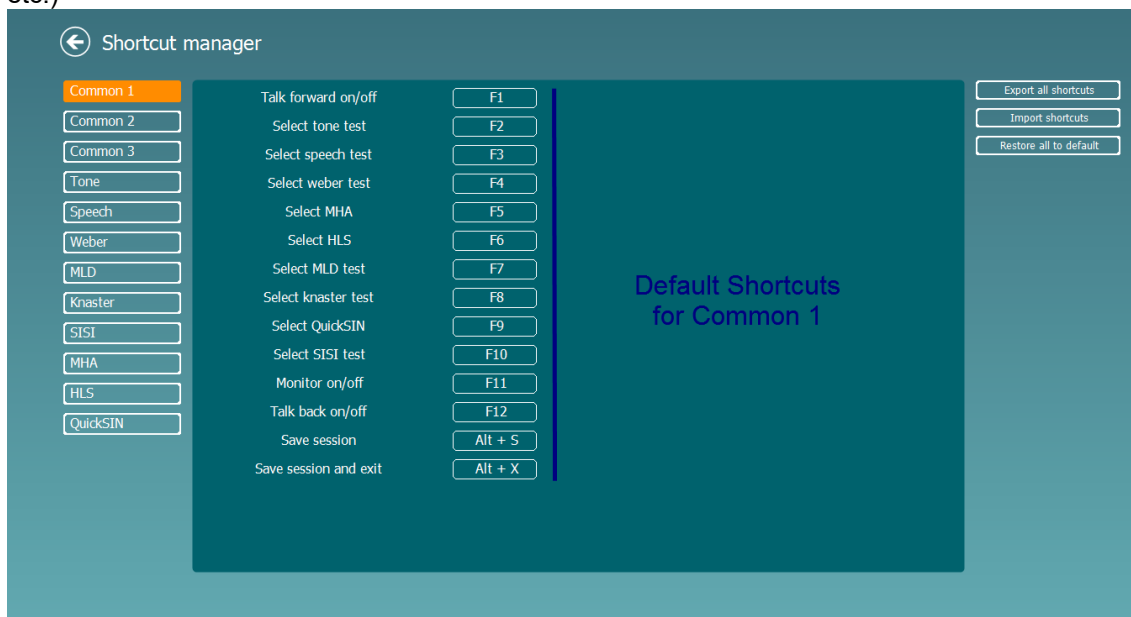 etc.)
Shortcut manager
Common 1
Common 2
Common 3
Tone
Speech
Weber
MLD
Knaster
SISI
MHA
HLS
QuickSIN
Talk forward on/off F1
Select tone test F2
Select speech test F3
Select weber test F4
Select MHA F5
Select HLS F6
Select MLD test F7
Select knaster test F8
Select QuickSIN F9
Select SISI test F10
Monitor on/off F11
Talk back on/off F12
Save session Alt + S
Save session and exit Alt + X
Default Shortcuts
for Common 1
Export all shortcuts
Import shortcuts
Restore all to default